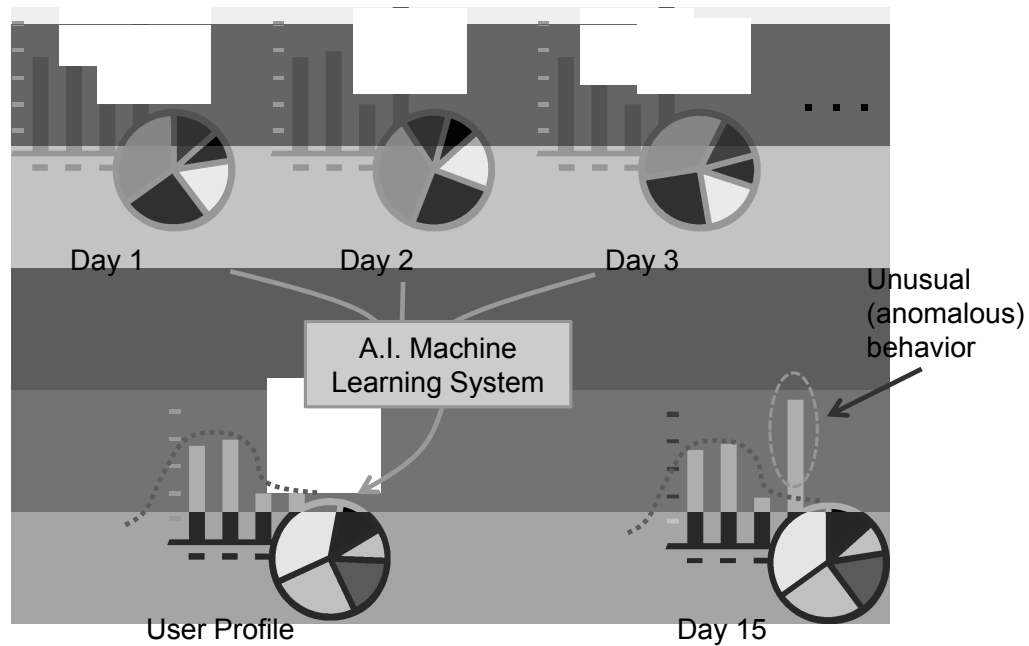 . . .
Day 1
Day 2
Day 3
Unusual
(anomalous)
behavior
A.I. Machine
Learning System
User Profile
Day 15